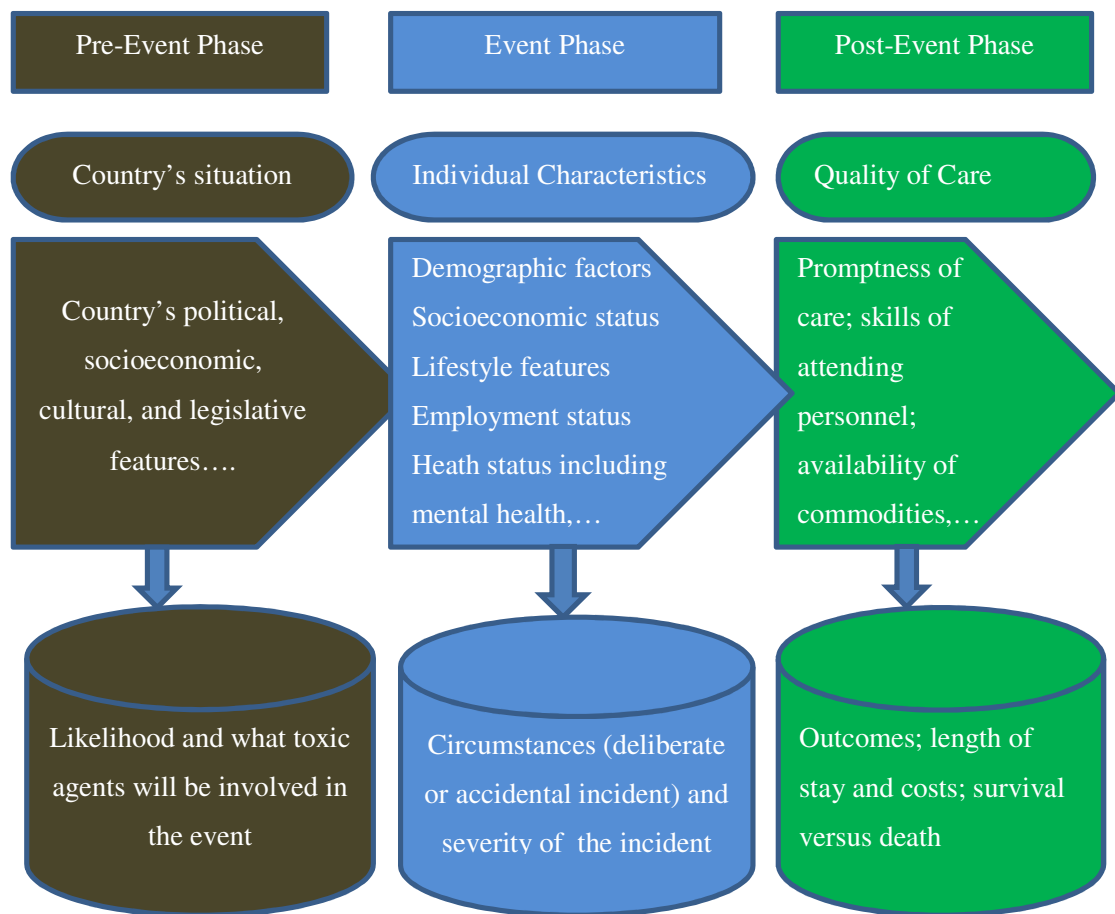 Pre-Event Phase
Event Phase
Post-Event Phase
Country’s situation
Individual Characteristics
Quality of Care
Country’s political,
socioeconomic,
cultural, and legislative
features….
Demographic factors
Socioeconomic status
Lifestyle features
Employment status
Heath status including
mental health,…
Promptness of
care; skills of
attending
personnel;
availability of
commodities,…
Likelihood and what toxic
agents will be involved in
the event
Circumstances (deliberate
or accidental incident) and
severity of the incident
Outcomes; length of
stay and costs; survival
versus death